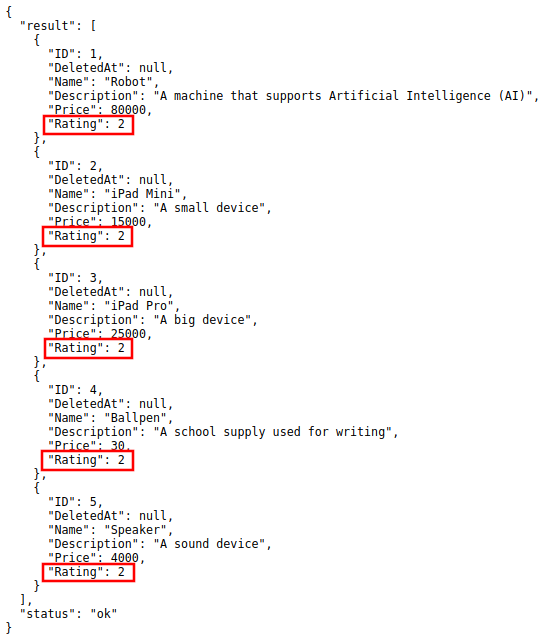 {
  "result": [
    {
      "ID": 1,
      "DeletedAt": null,
      "Name": "Robot",
      "Description": "A machine that supports Artificial Intelligence (AI)",
      "Price": 80000,
      "Rating": 2
    },
    {
      "ID": 2,
      "DeletedAt": null,
      "Name": "iPad Mini",
      "Description": "A small device",
      "Price": 15000,
      "Rating": 2
    },
    {
      "ID": 3,
      "DeletedAt": null,
      "Name": "iPad Pro",
      "Description": "A big device",
      "Price": 25000,
      "Rating": 2
    },
    {
      "ID": 4,
      "DeletedAt": null,
      "Name": "Ballpen",
      "Description": "A school supply used for writing",
      "Price": 30,
      "Rating": 2
    },
    {
      "ID": 5,
      "DeletedAt": null,
      "Name": "Speaker",
      "Description": "A sound device",
      "Price": 4000,
      "Rating": 2
    }
  ],
  "status": "ok"
}